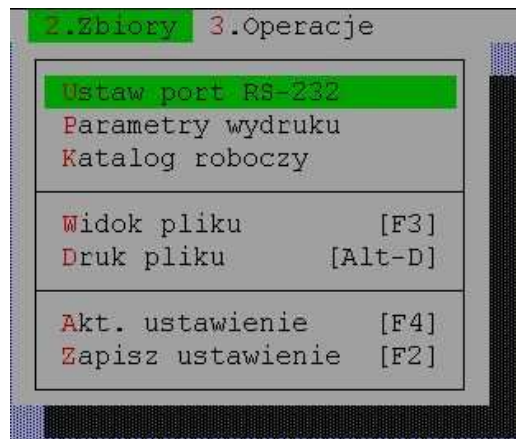 2.Zbiory 3.Operacje
Ustaw port RS-232
Parametry wydruku
Katalog roboczy
Widok pliku [F3]
Druk pliku [Alt-D]
Akt. ustawienie [F4]
Zapisz ustawienie [F2]